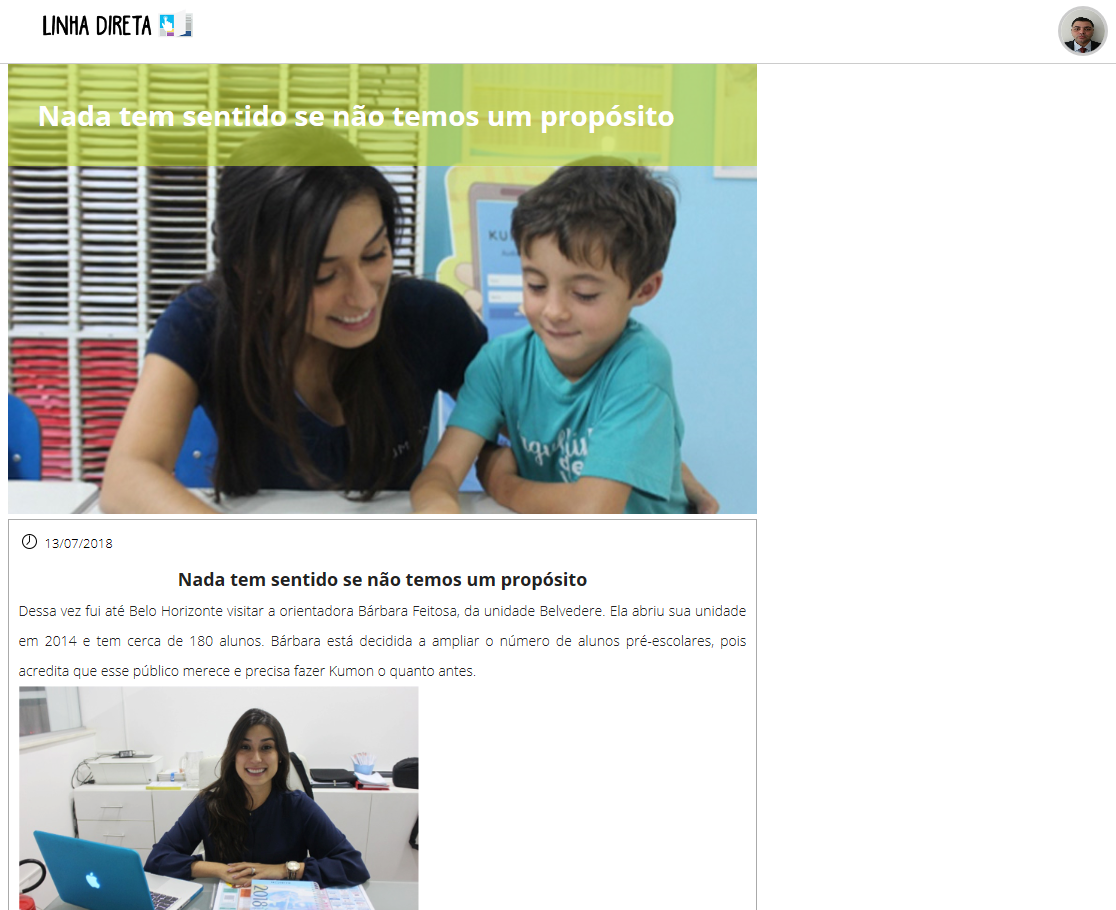 LINHA DIRETA
Nada tem sentido se não temos um propósito
KU
13/07/2018
Nada tem sentido se não temos um propósito
Dessa vez fui até Belo Horizonte visitar a orientadora Bárbara Feitosa, da unidade Belvedere. Ela abriu sua unidade
em 2014 e tem cerca de 180 alunos. Bárbara está decidida a ampliar o número de alunos pré-escolares, pois
acredita que esse público merece e precisa fazer Kumon o quanto antes.
2018